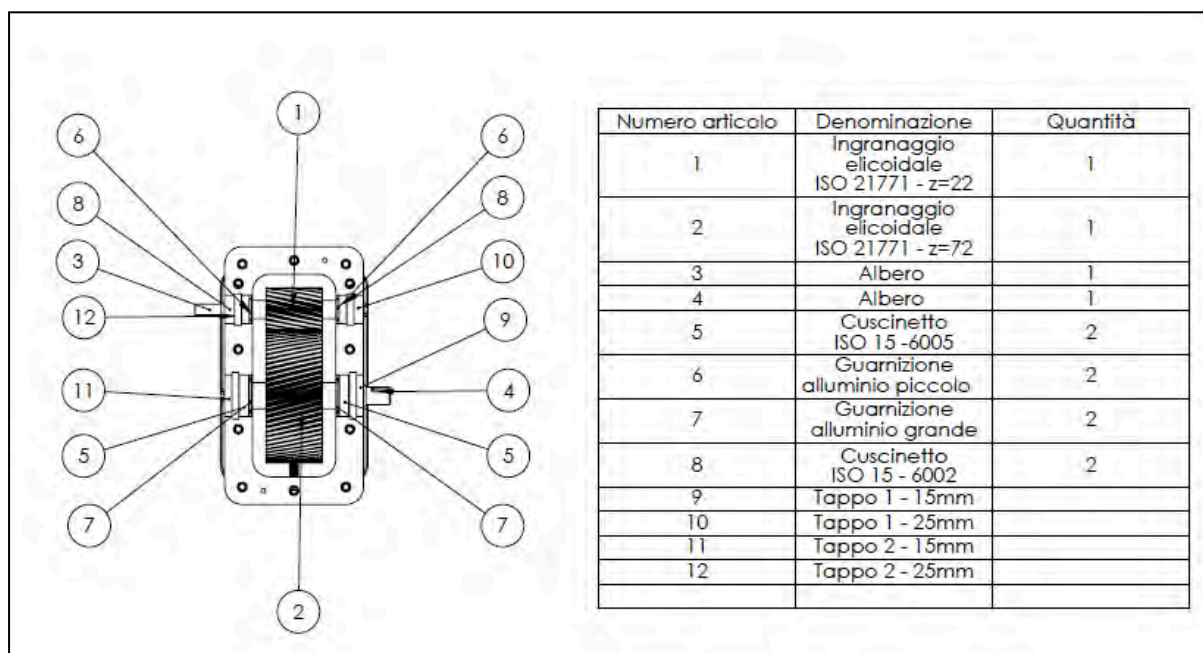 1
6
6
8
8
3
10
12
9
11
4
5
5
7
7
2
Numero articolo Denominazione Quantità
1 Ingranaggio elicoidale ISO 21771 - z=22 1
2 Ingranaggio elicoidale ISO 21771 - z=72 1
3 Albero 1
4 Albero 1
5 Cuscinetto ISO 15 -6005 2
6 Guarnizione alluminio piccolo 2
7 Guarnizione alluminio grande 2
8 Cuscinetto ISO 15 - 6002 2
9 Tappo 1 - 15mm
10 Tappo 1 - 25mm
11 Tappo 2 - 15mm
12 Tappo 2 - 25mm